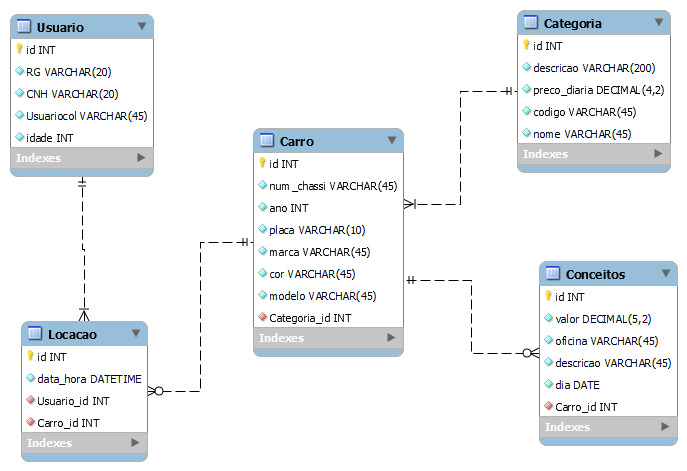 Usuario
id INT
RG VARCHAR(20)
CNH VARCHAR(20)
Usuariocol VARCHAR(45)
idade INT
Indexes
Categoria
id INT
descricao VARCHAR(200)
preco_diaria DECIMAL(4,2)
codigo VARCHAR(45)
nome VARCHAR(45)
Indexes
Carro
id INT
num_chassi VARCHAR(45)
ano INT
placa VARCHAR(10)
marca VARCHAR(45)
cor VARCHAR(45)
modelo VARCHAR(45)
Categoria_id INT
Indexes
Locacao
id INT
data_hora DATETIME
Usuario_id INT
Carro_id INT
Indexes
Conceitos
id INT
valor DECIMAL(5,2)
oficina VARCHAR(45)
descricao VARCHAR(45)
dia DATE
Carro_id INT
Indexes